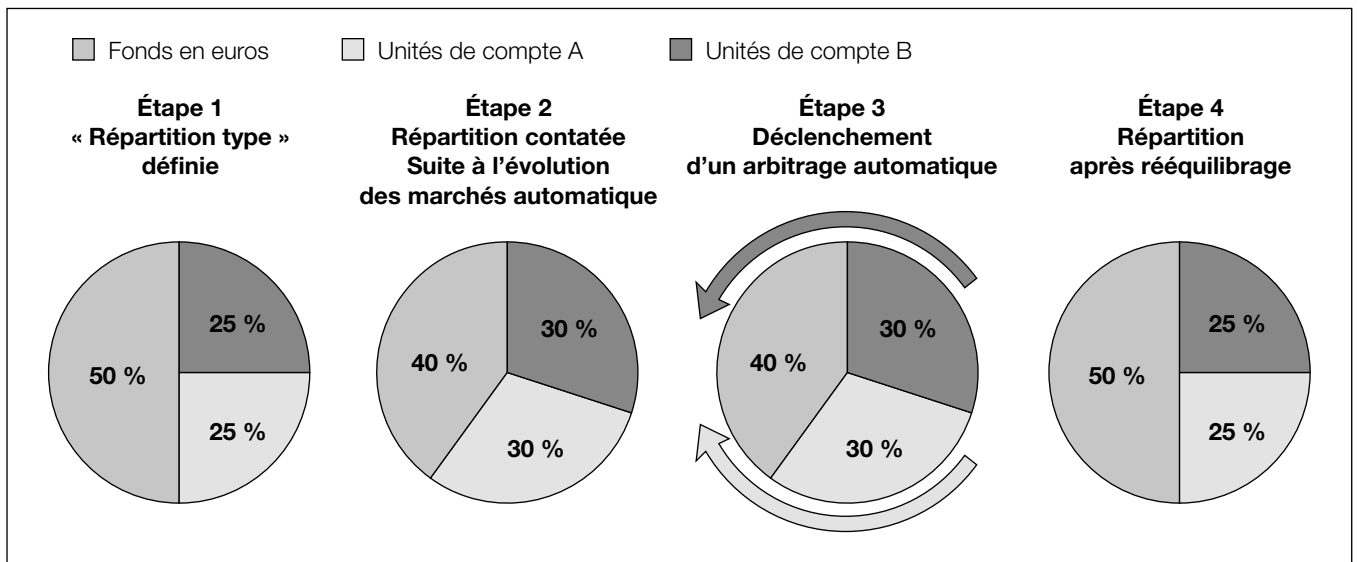 Fonds en euros
Unités de compte A
Unités de compte B
Étape 1
« Répartition type »
définie
Étape 2
Répartition contatée
Suite à l'évolution
des marchés automatique
Étape 3
Déclenchement
d'un arbitrage automatique
Étape 4
Répartition
après rééquilibrage
50 %
25 %
25 %
40 %
30 %
30 %
40 %
30 %
30 %
50 %
25 %
25 %